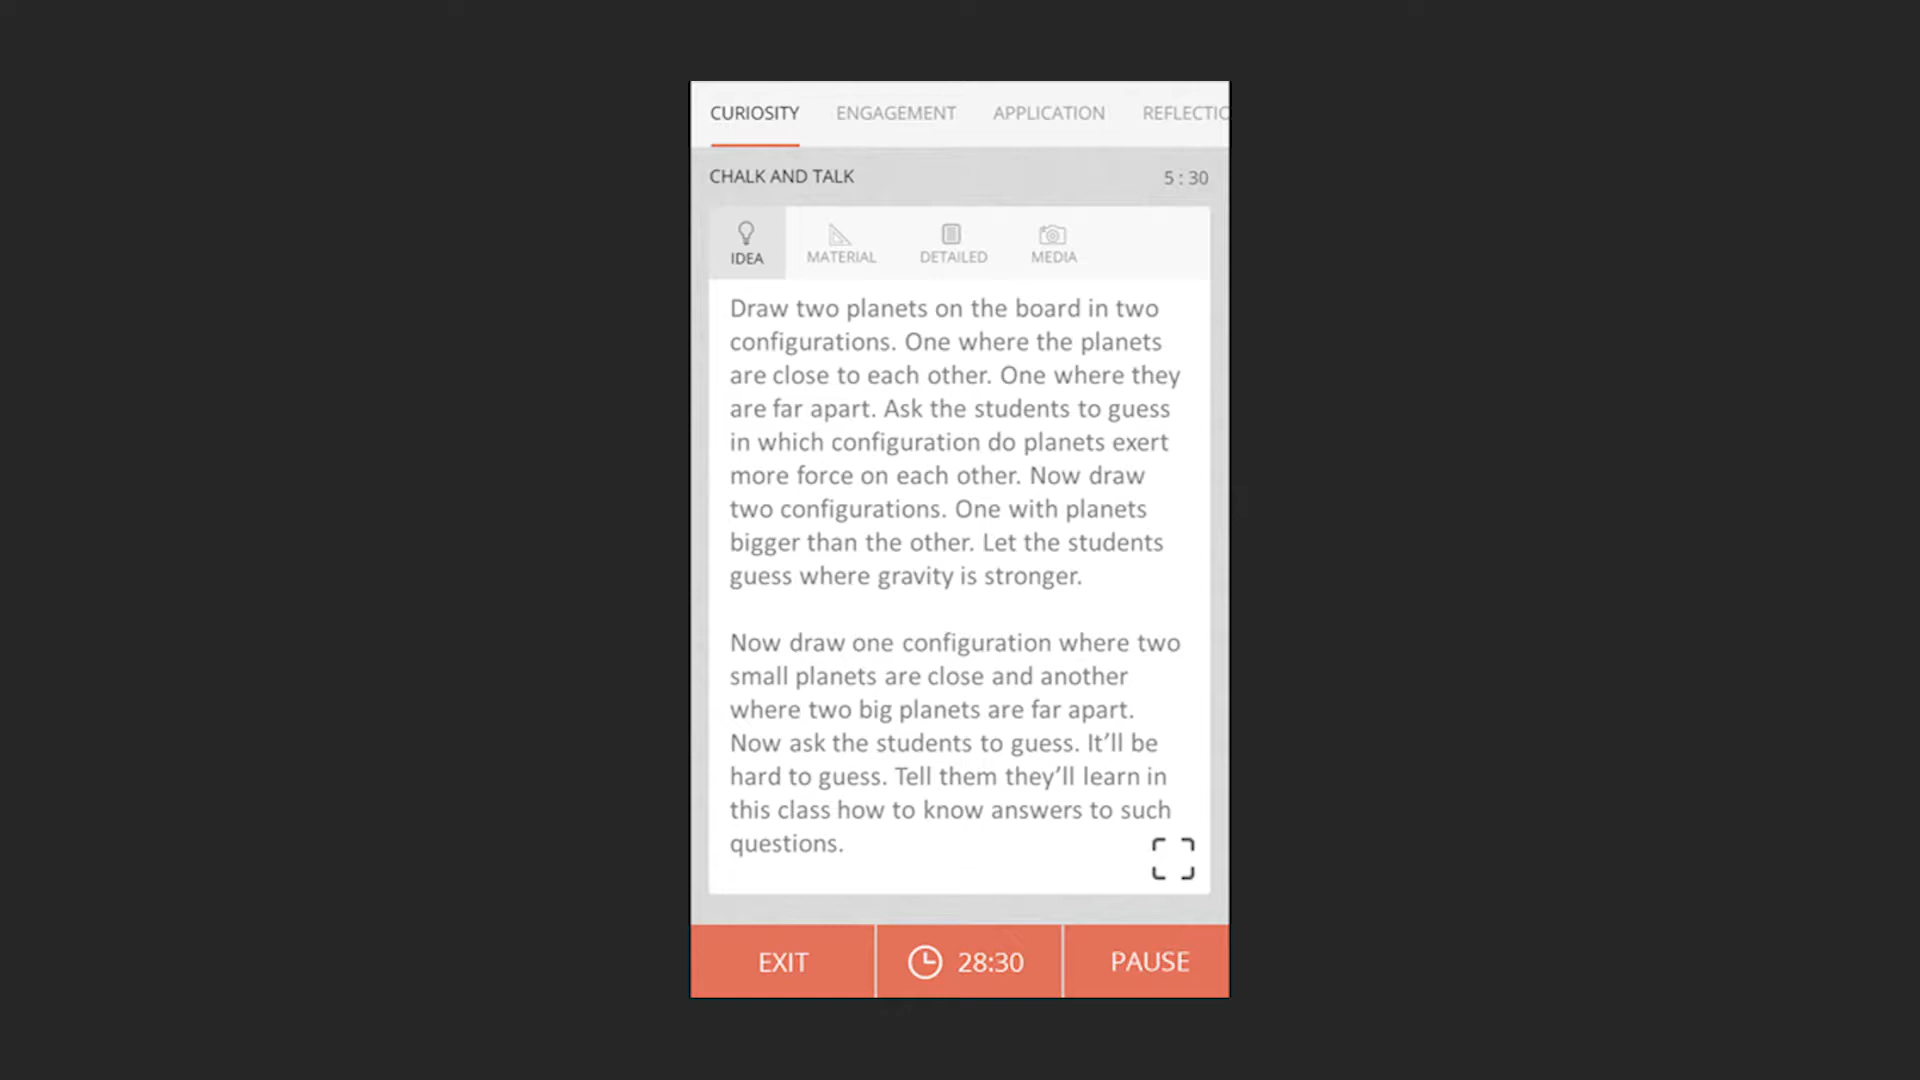 CURIOSITY ENGAGEMENT APPLICATION REFLECTIO
CHALK AND TALK 5 : 30
IDEA MATERIAL DETAILED MEDIA
Draw two planets on the board in two
configurations. One where the planets
are close to each other. One where they
are far apart. Ask the students to guess
in which configuration do planets exert
more force on each other. Now draw
two configurations. One with planets
bigger than the other. Let the students
guess where gravity is stronger.
Now draw one configuration where two
small planets are close and another
where two big planets are far apart.
Now ask the students to guess. It’ll be
hard to guess. Tell them they’ll learn in
this class how to know answers to such
questions.
EXIT 28:30 PAUSE